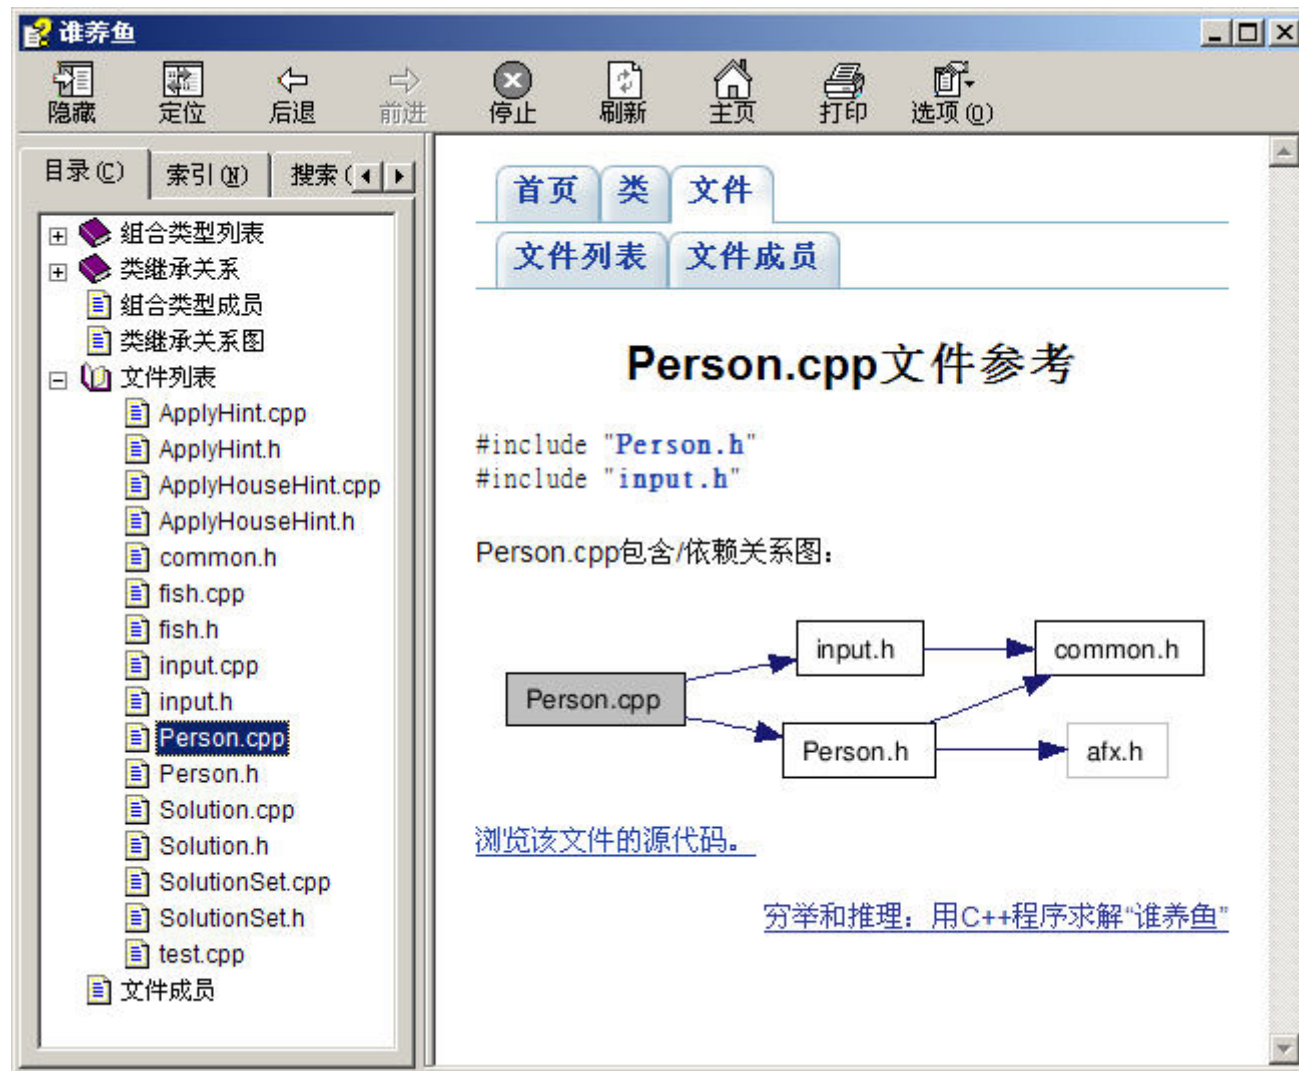 谁养鱼
隐藏 定位 后退 前进 停止 刷新 主页 打印 选项(O)
目录(C) 索引(N) 搜索(
组合类型列表
类继承关系
组合类型成员
类继承关系图
文件列表
ApplyHint.cpp
ApplyHint.h
ApplyHouseHint.cpp
ApplyHouseHint.h
common.h
fish.cpp
fish.h
input.cpp
input.h
Person.cpp
Person.h
Solution.cpp
Solution.h
SolutionSet.cpp
SolutionSet.h
test.cpp
文件成员
首页 类 文件
文件列表 文件成员
Person.cpp文件参考
#include "Person.h"
#include "input.h"
Person.cpp包含/依赖关系图：
input.h common.h
Person.cpp
Person.h afx.h
浏览该文件的源代码。
穷举和推理：用C++程序求解“谁养鱼”